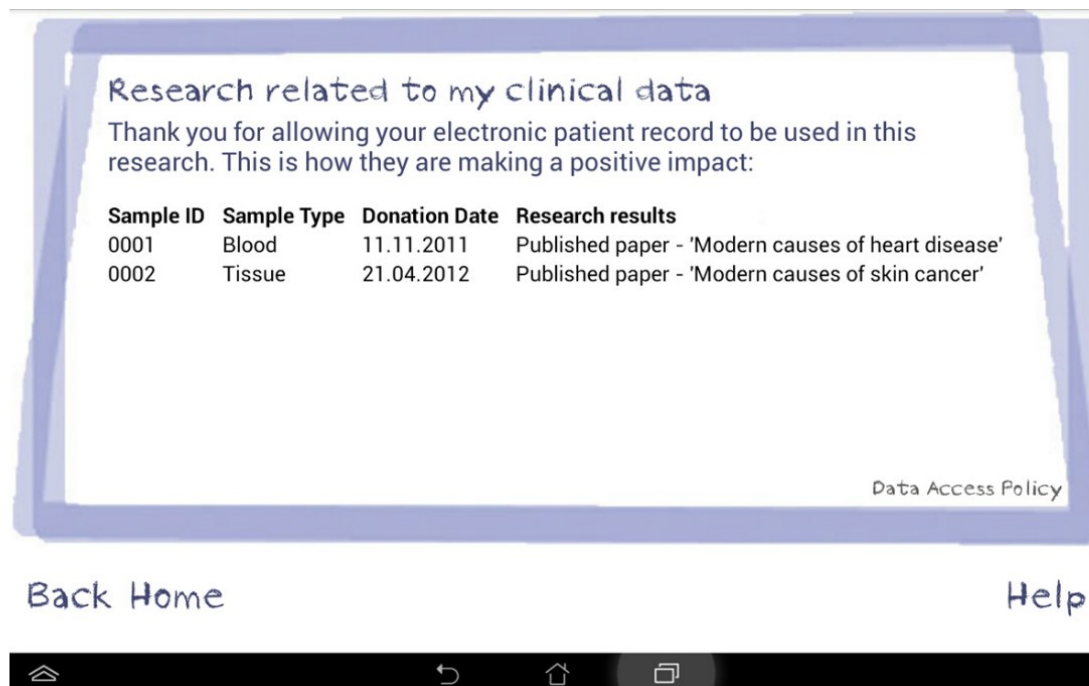 Research related to my clinical data
Thank you for allowing your electronic patient record to be used in this
research. This is how they are making a positive impact:
Sample ID Sample Type Donation Date Research results
0001 Blood 11.11.2011 Published paper - 'Modern causes of heart disease'
0002 Tissue 21.04.2012 Published paper - 'Modern causes of skin cancer'
Data Access Policy
Back Home Help